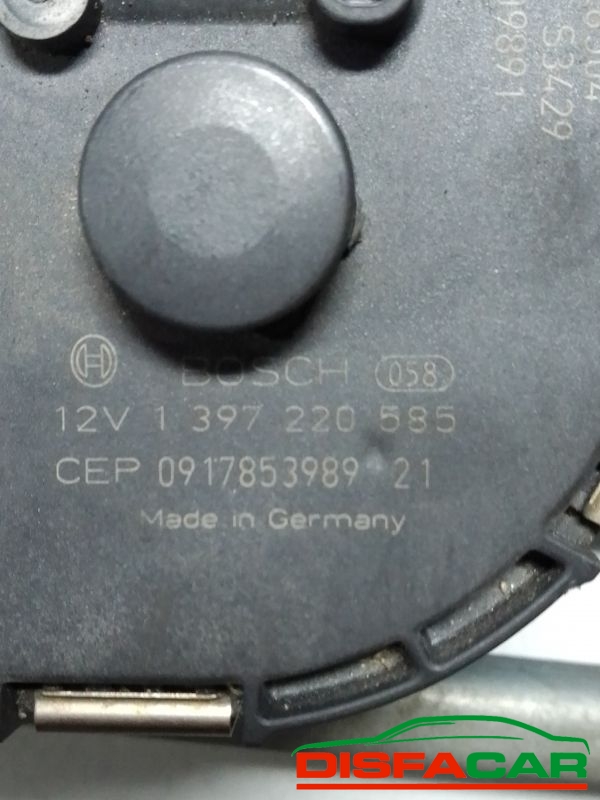 S3429
BOSCH 058
12V 1 397 220 585
CEP 0917853989 21
Made in Germany
DISFACAR